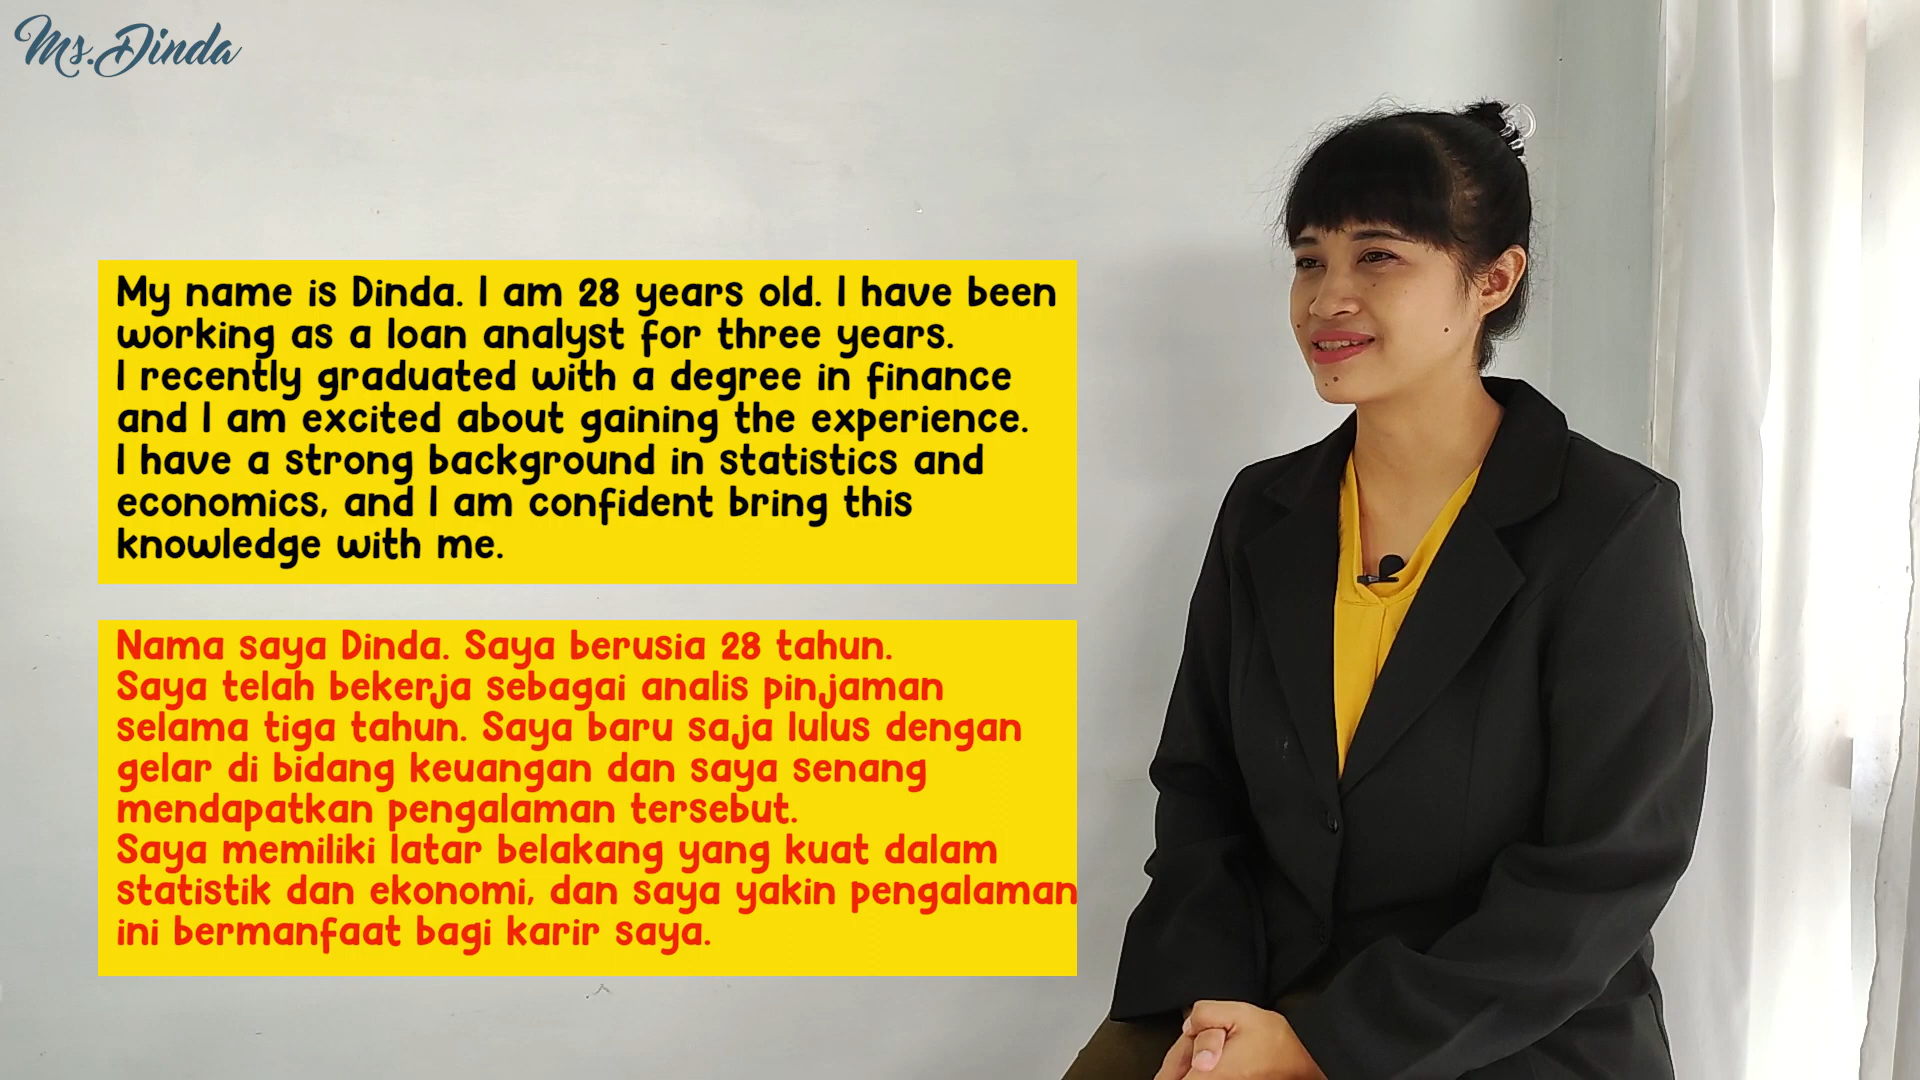 Ms.Dinda
My name is Dinda. I am 28 years old. I have been
working as a loan analyst for three years.
I recently graduated with a degree in finance
and I am excited about gaining the experience.
I have a strong background in statistics and
economics, and I am confident bring this
knowledge with me.
Nama saya Dinda. Saya berusia 28 tahun.
Saya telah bekerja sebagai analis pinjaman
selama tiga tahun. Saya baru saja lulus dengan
gelar di bidang keuangan dan saya senang
mendapatkan pengalaman tersebut.
Saya memiliki latar belakang yang kuat dalam
statistik dan ekonomi, dan saya yakin pengalaman
ini bermanfaat bagi karir saya.